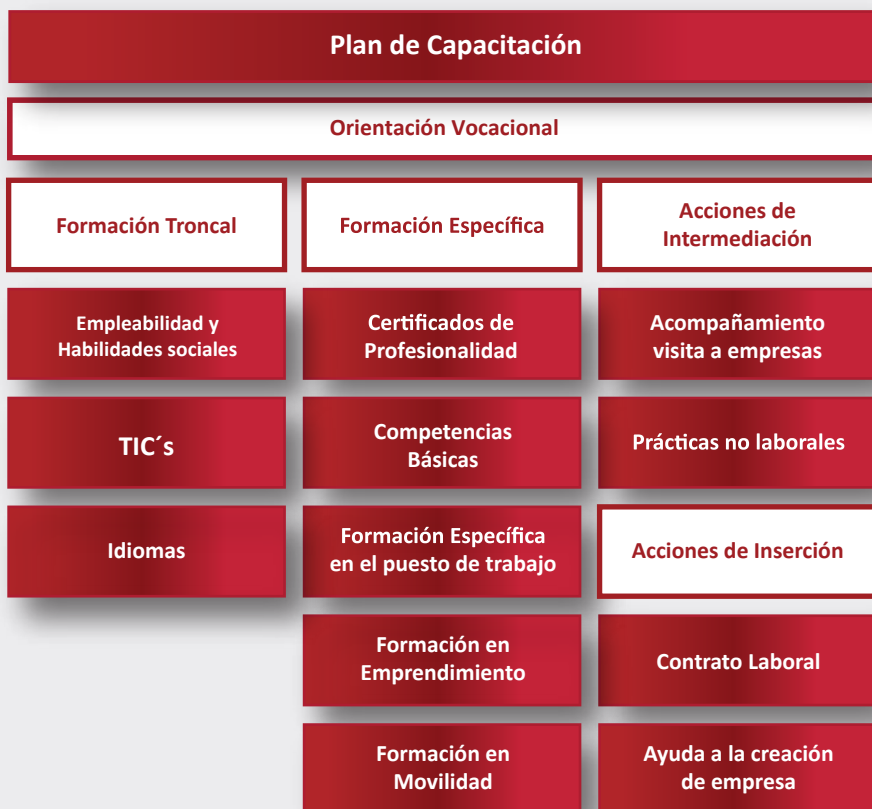 Plan de Capacitación
Orientación Vocacional
Formación Troncal
Formación Específica
Acciones de
Intermediación
Empleabilidad y
Habilidades sociales
Certificados de
Profesionalidad
Acompañamiento
visita a empresas
TIC´s
Competencias
Básicas
Prácticas no laborales
Idiomas
Formación Específica
en el puesto de trabajo
Acciones de Inserción
Formación en
Emprendimiento
Contrato Laboral
Formación en
Movilidad
Ayuda a la creación
de empresa